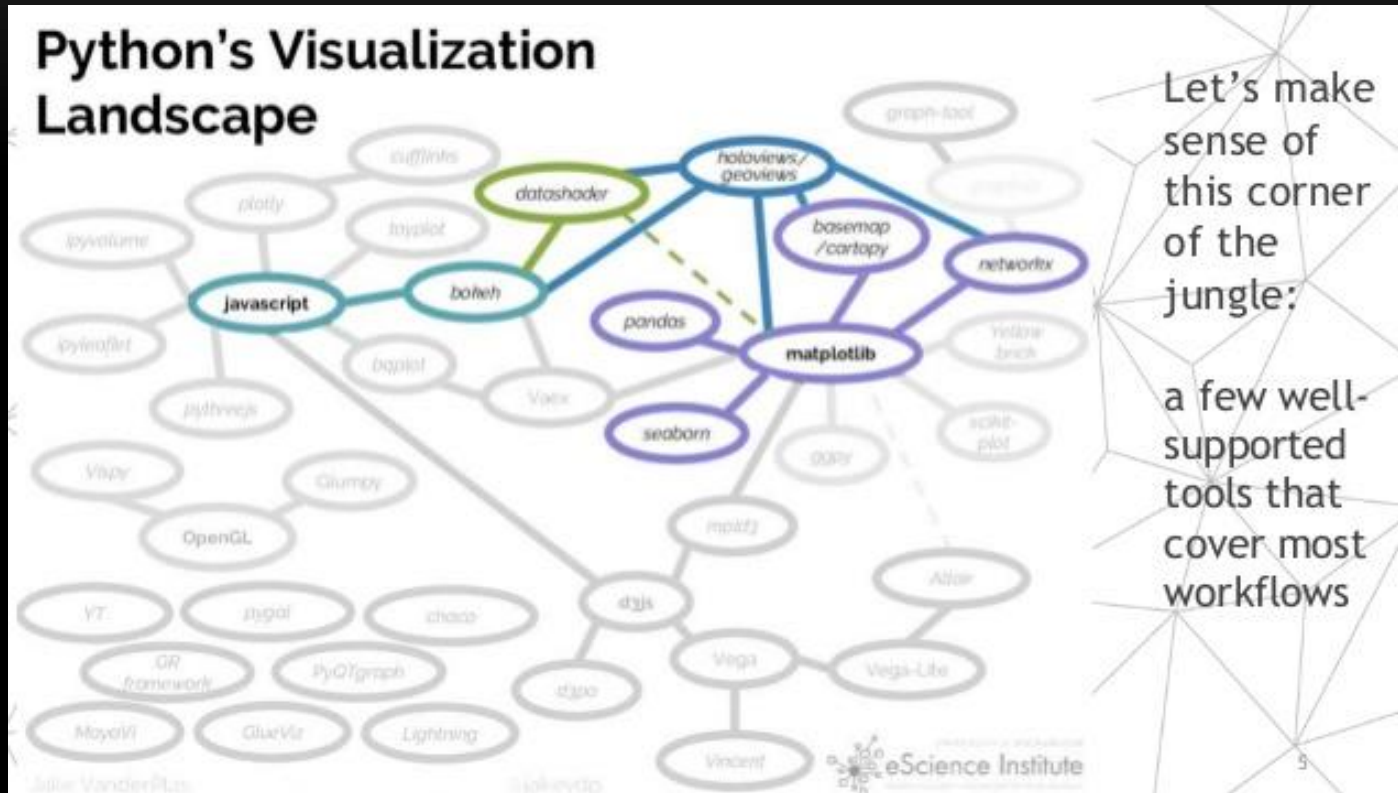 Python's Visualization
Landscape
Let's make
sense of
this corner
of the
jungle:
a few well-
supported
tools that
cover most
workflows
graph-tool
cufflinks
holoviews/
geoviews
datashader
plotly
toyplot
basemap
/cartopy
ipyvolume
networkx
javascript
bokeh
pandas
matplotlib
Yellow
brick
ipyleaflet
bqplot
Vaex
pythreejs
seaborn
scikit-
plot
ggpy
Vispy
Glumpy
OpenGL
mpld3
Altair
d3js
YT
pygal
chaco
GR
framework
PyQTgraph
Vega
Vega-Lite
d3po
MayaVi
GlueViz
Lightning
Vincent
eScience Institute
Jake VanderPlas
@jakevdp
5